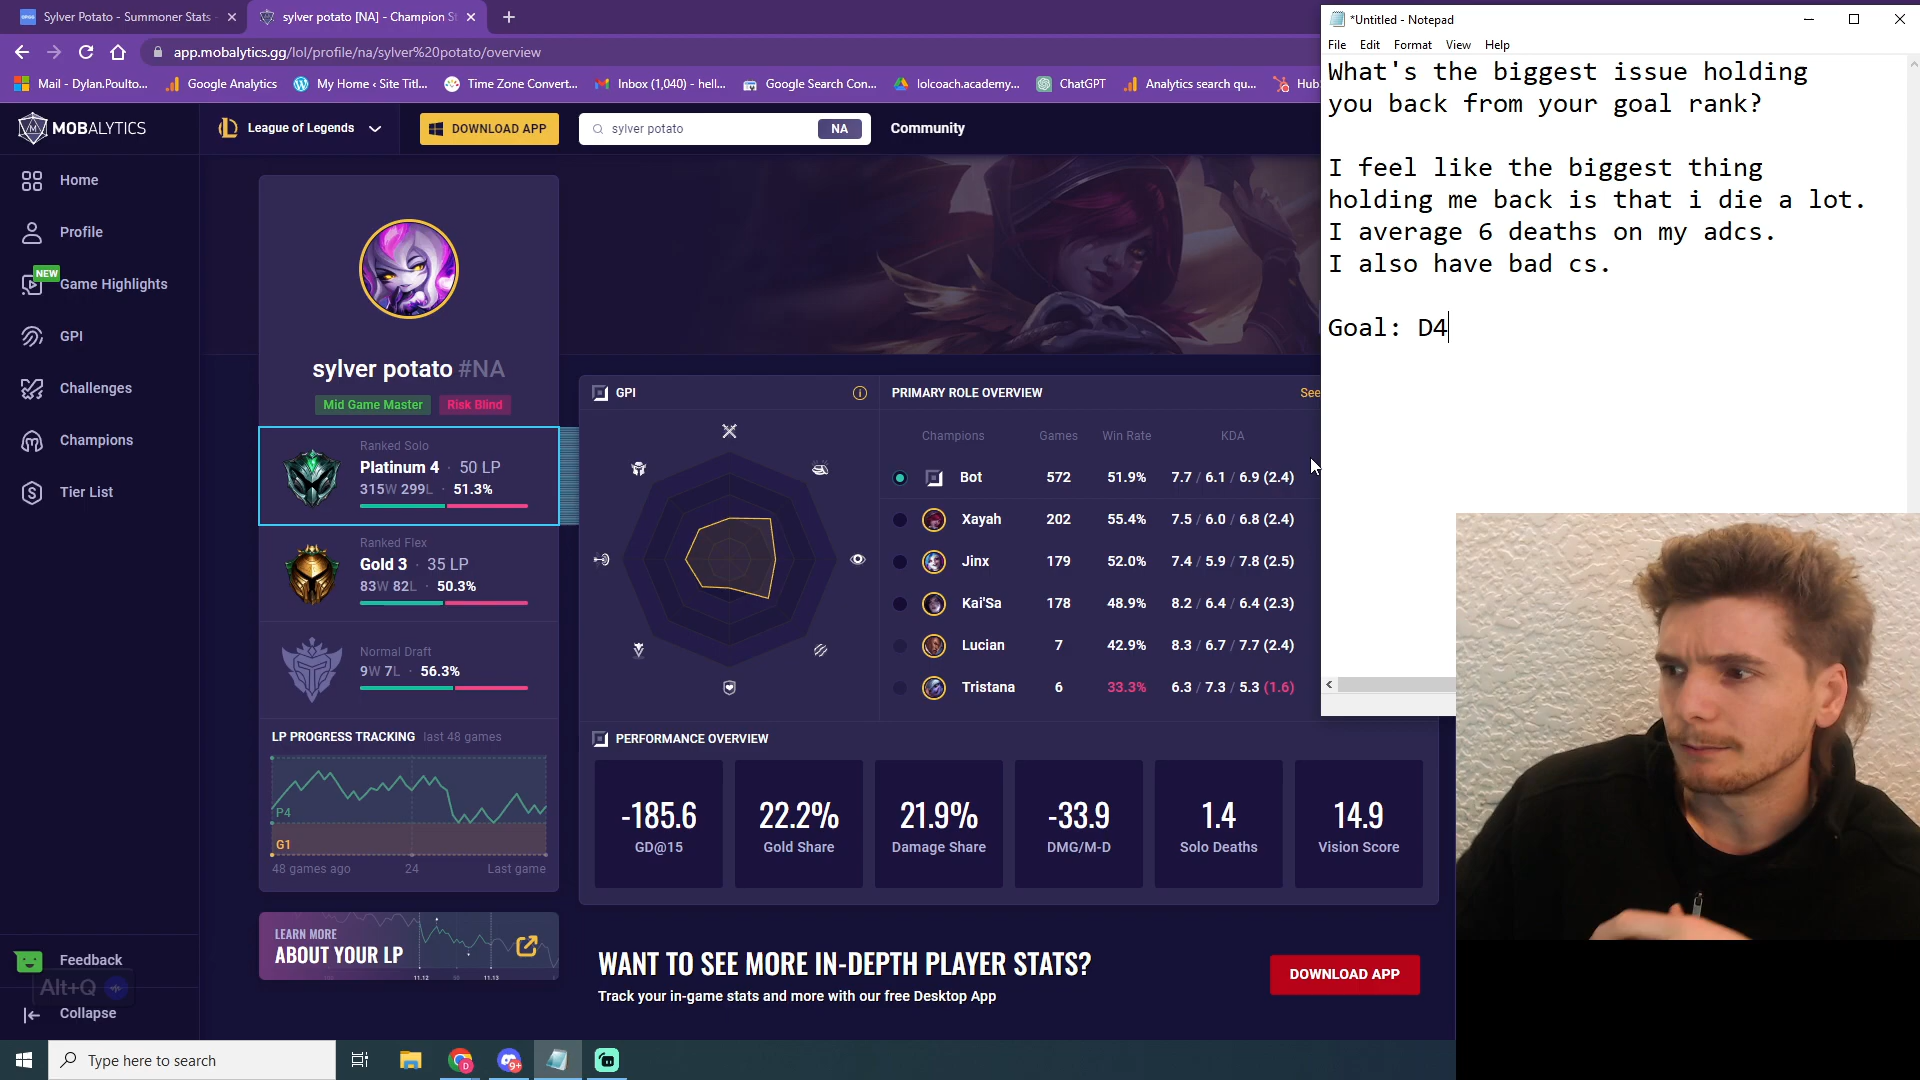 Sylver Potato - Summoner Stats
sylver potato [NA] - Champion St
app.mobalytics.gg/lol/profile/na/sylver%20potato/overview
Mail - Dylan.Poulto...
Google Analytics
My Home ‹ Site Titl...
Time Zone Convert...
Inbox (1,040) - hell...
Google Search Con...
lolcoach.academy...
ChatGPT
Analytics search qu...
Hub
MOBALYTICS
League of Legends
DOWNLOAD APP
sylver potato
NA
Community
Home
Profile
NEW
Game Highlights
GPI
Challenges
Champions
Tier List
Feedback
Alt+Q
Collapse
sylver potato #NA
Mid Game Master
Risk Blind
Ranked Solo
Platinum 4 · 50 LP
315W 299L · 51.3%
Ranked Flex
Gold 3 · 35 LP
83W 82L · 50.3%
Normal Draft
9W 7L · 56.3%
LP PROGRESS TRACKING last 48 games
P4
G1
48 games ago
24
Last game
LEARN MORE
ABOUT YOUR LP
11.12
11.13
GPI
PRIMARY ROLE OVERVIEW
See
Champions Games Win Rate KDA
Bot 572 51.9% 7.7 / 6.1 / 6.9 (2.4)
Xayah 202 55.4% 7.5 / 6.0 / 6.8 (2.4)
Jinx 179 52.0% 7.4 / 5.9 / 7.8 (2.5)
Kai'Sa 178 48.9% 8.2 / 6.4 / 6.4 (2.3)
Lucian 7 42.9% 8.3 / 6.7 / 7.7 (2.4)
Tristana 6 33.3% 6.3 / 7.3 / 5.3 (1.6)
PERFORMANCE OVERVIEW
-185.6
GD@15
22.2%
Gold Share
21.9%
Damage Share
-33.9
DMG/M-D
1.4
Solo Deaths
14.9
Vision Score
WANT TO SEE MORE IN-DEPTH PLAYER STATS?
Track your in-game stats and more with our free Desktop App
DOWNLOAD APP
*Untitled - Notepad
File Edit Format View Help
What's the biggest issue holding
you back from your goal rank?
I feel like the biggest thing
holding me back is that i die a lot.
I average 6 deaths on my adcs.
I also have bad cs.
Goal: D4
Type here to search
D
9+